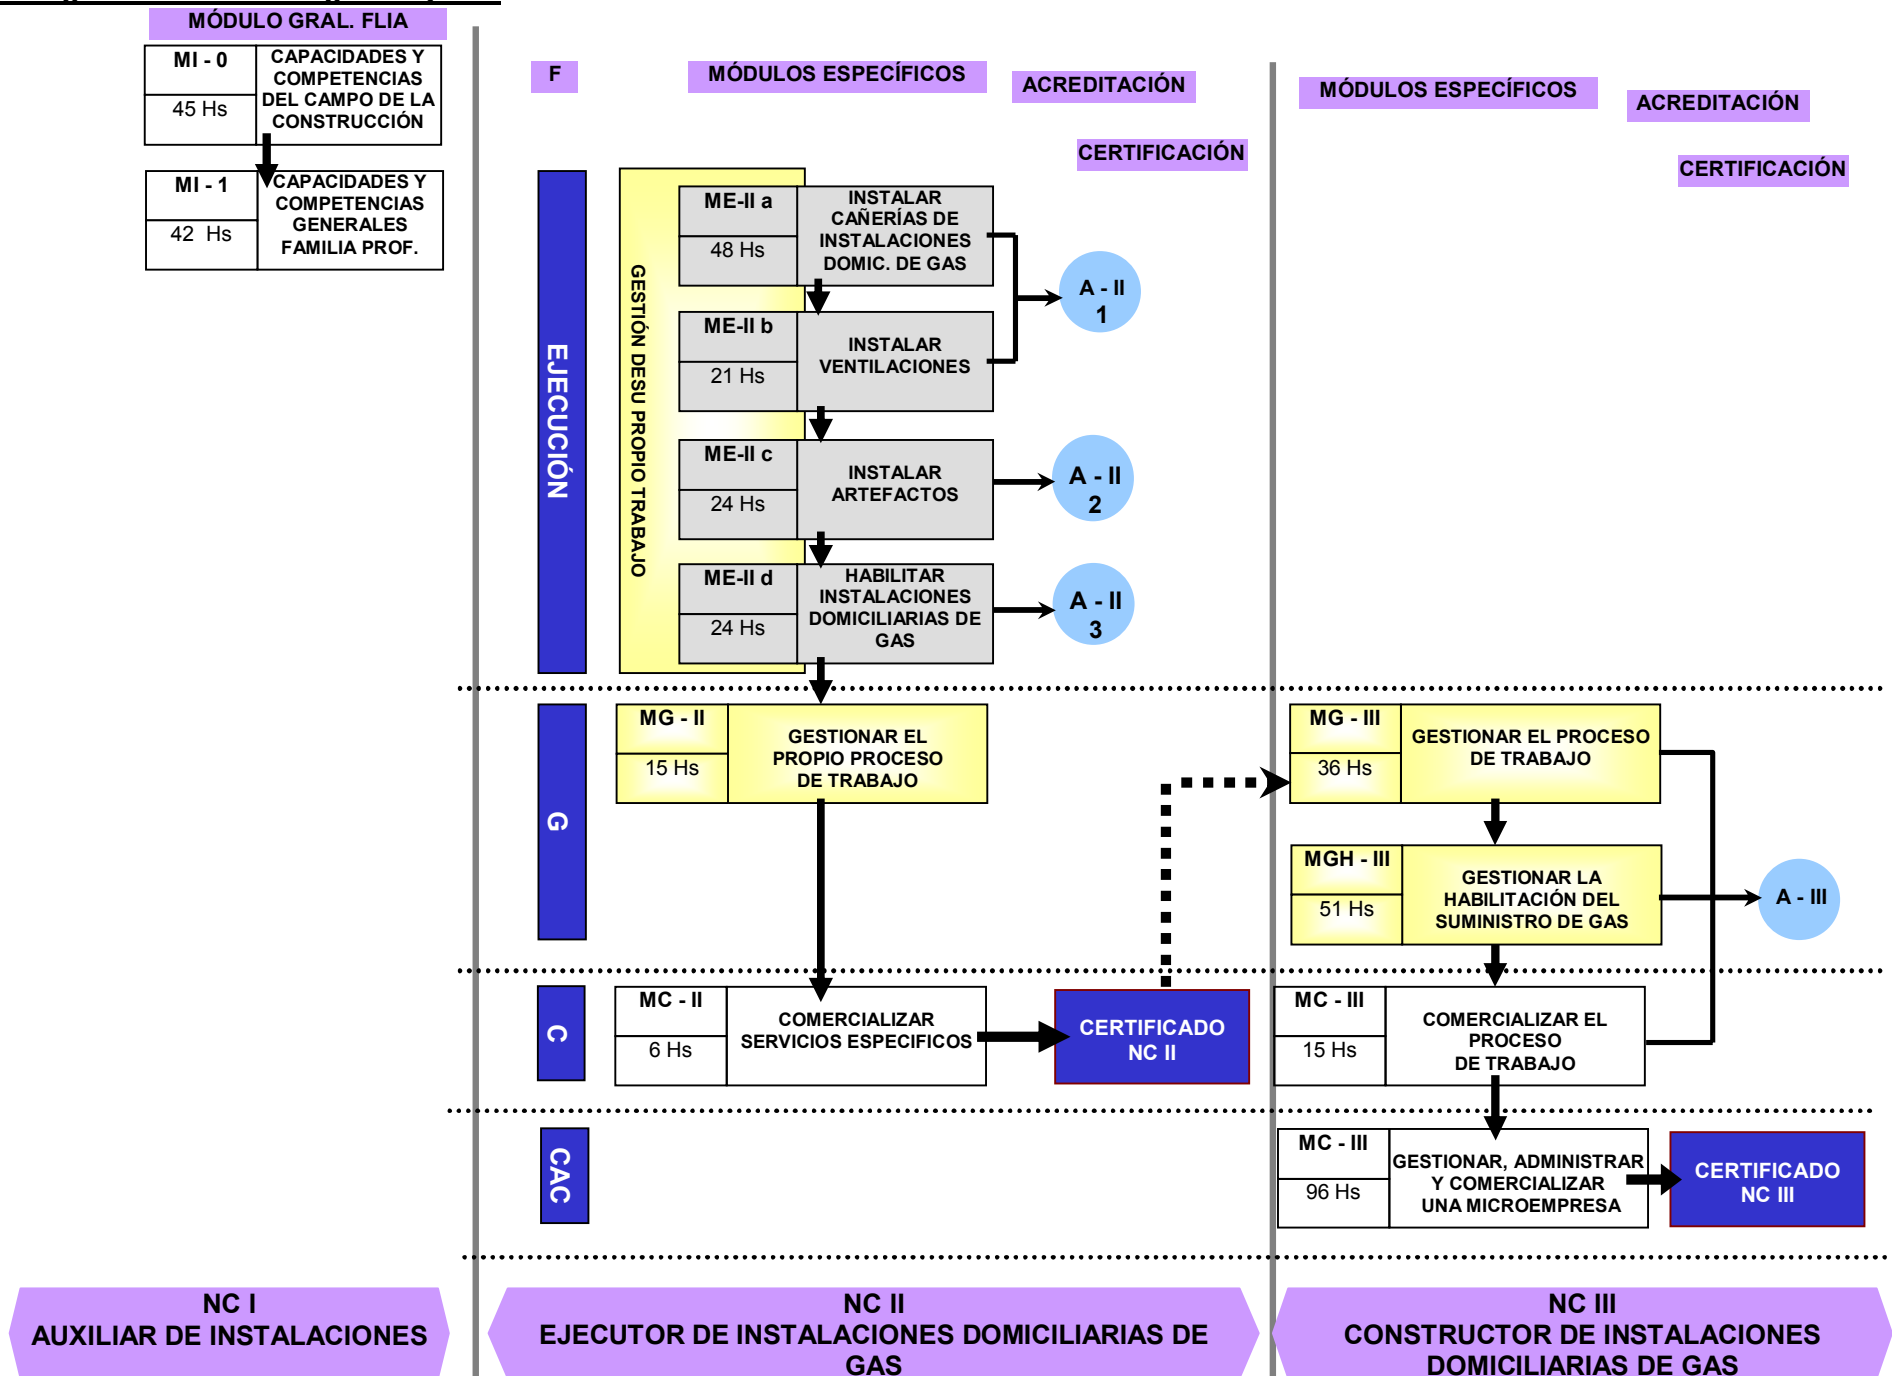 MÓDULO GRAL. FLIA
MI - 0
45 Hs
CAPACIDADES Y
COMPETENCIAS
DEL CAMPO DE LA
CONSTRUCCIÓN
MI - 1
42 Hs
CAPACIDADES Y
COMPETENCIAS
GENERALES
FAMILIA PROF.
F
MÓDULOS ESPECÍFICOS
ACREDITACIÓN
CERTIFICACIÓN
EJECUCIÓN
GESTIÓN DESU PROPIO TRABAJO
ME-II a
48 Hs
INSTALAR
CAÑERÍAS DE
INSTALACIONES
DOMIC. DE GAS
ME-II b
21 Hs
INSTALAR
VENTILACIONES
A - II
1
ME-II c
24 Hs
INSTALAR
ARTEFACTOS
A - II
2
ME-II d
24 Hs
HABILITAR
INSTALACIONES
DOMICILIARIAS DE
GAS
A - II
3
G
MG - II
15 Hs
GESTIONAR EL
PROPIO PROCESO
DE TRABAJO
C
MC - II
6 Hs
COMERCIALIZAR
SERVICIOS ESPECIFICOS
CERTIFICADO
NC II
CAC
MÓDULOS ESPECÍFICOS
ACREDITACIÓN
CERTIFICACIÓN
MG - III
36 Hs
GESTIONAR EL PROCESO
DE TRABAJO
MGH - III
51 Hs
GESTIONAR LA
HABILITACIÓN DEL
SUMINISTRO DE GAS
A - III
MC - III
15 Hs
COMERCIALIZAR EL
PROCESO
DE TRABAJO
MC - III
96 Hs
GESTIONAR, ADMINISTRAR
Y COMERCIALIZAR
UNA MICROEMPRESA
CERTIFICADO
NC III
NC I
AUXILIAR DE INSTALACIONES
NC II
EJECUTOR DE INSTALACIONES DOMICILIARIAS DE
GAS
NC III
CONSTRUCTOR DE INSTALACIONES
DOMICILIARIAS DE GAS